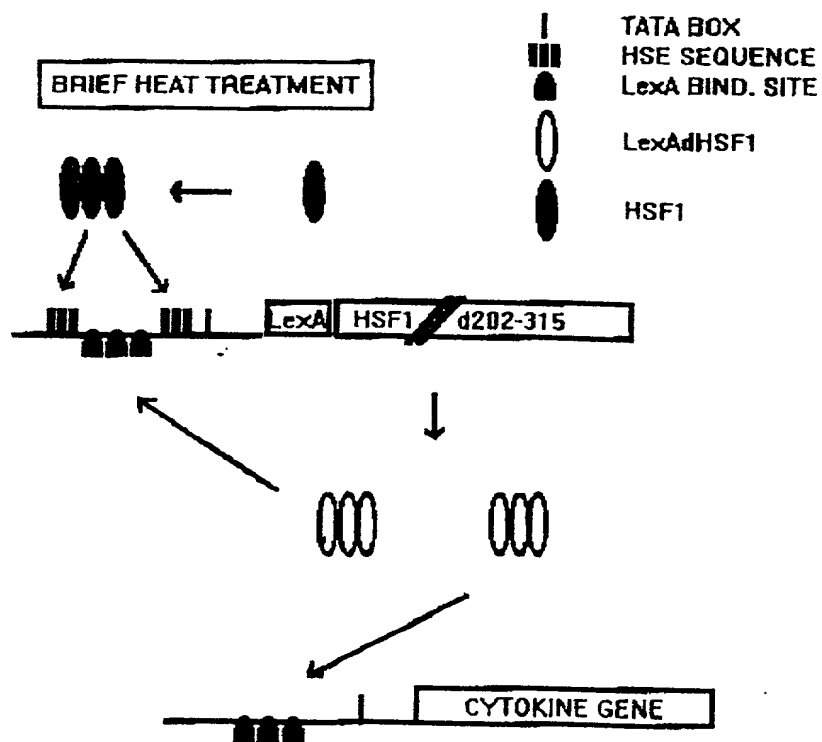 TATA BOX
HSE SEQUENCE
LexA BIND. SITE
LexAdHSF1
HSF1
BRIEF HEAT TREATMENT
LexA HSF1 d202-315
CYTOKINE GENE